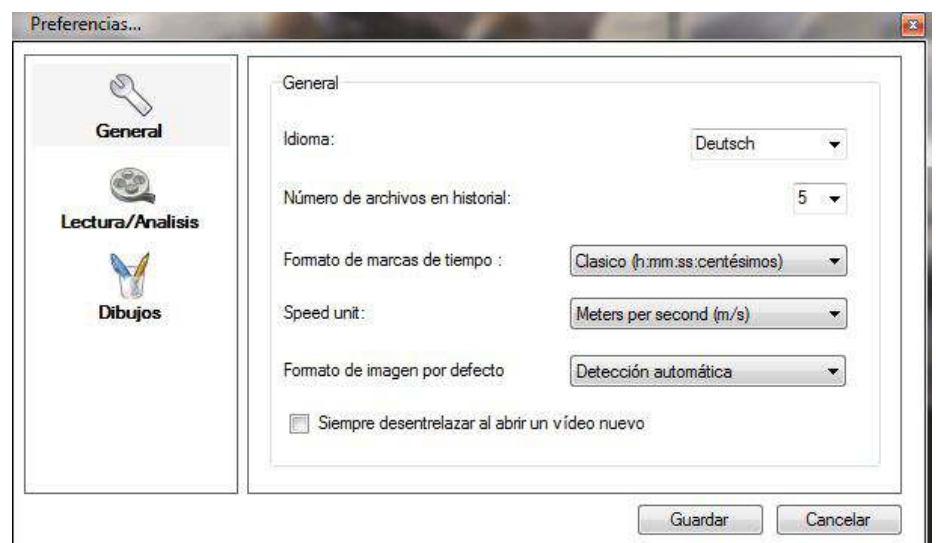 Preferencias...
General
Lectura/Analisis
Dibujos
General
Idioma:
Deutsch
Número de archivos en historial:
5
Formato de marcas de tiempo :
Clasico (h:mm:ss:centésimos)
Speed unit:
Meters per second (m/s)
Formato de imagen por defecto
Detección automática
Siempre desentrelazar al abrir un vídeo nuevo
Guardar
Cancelar